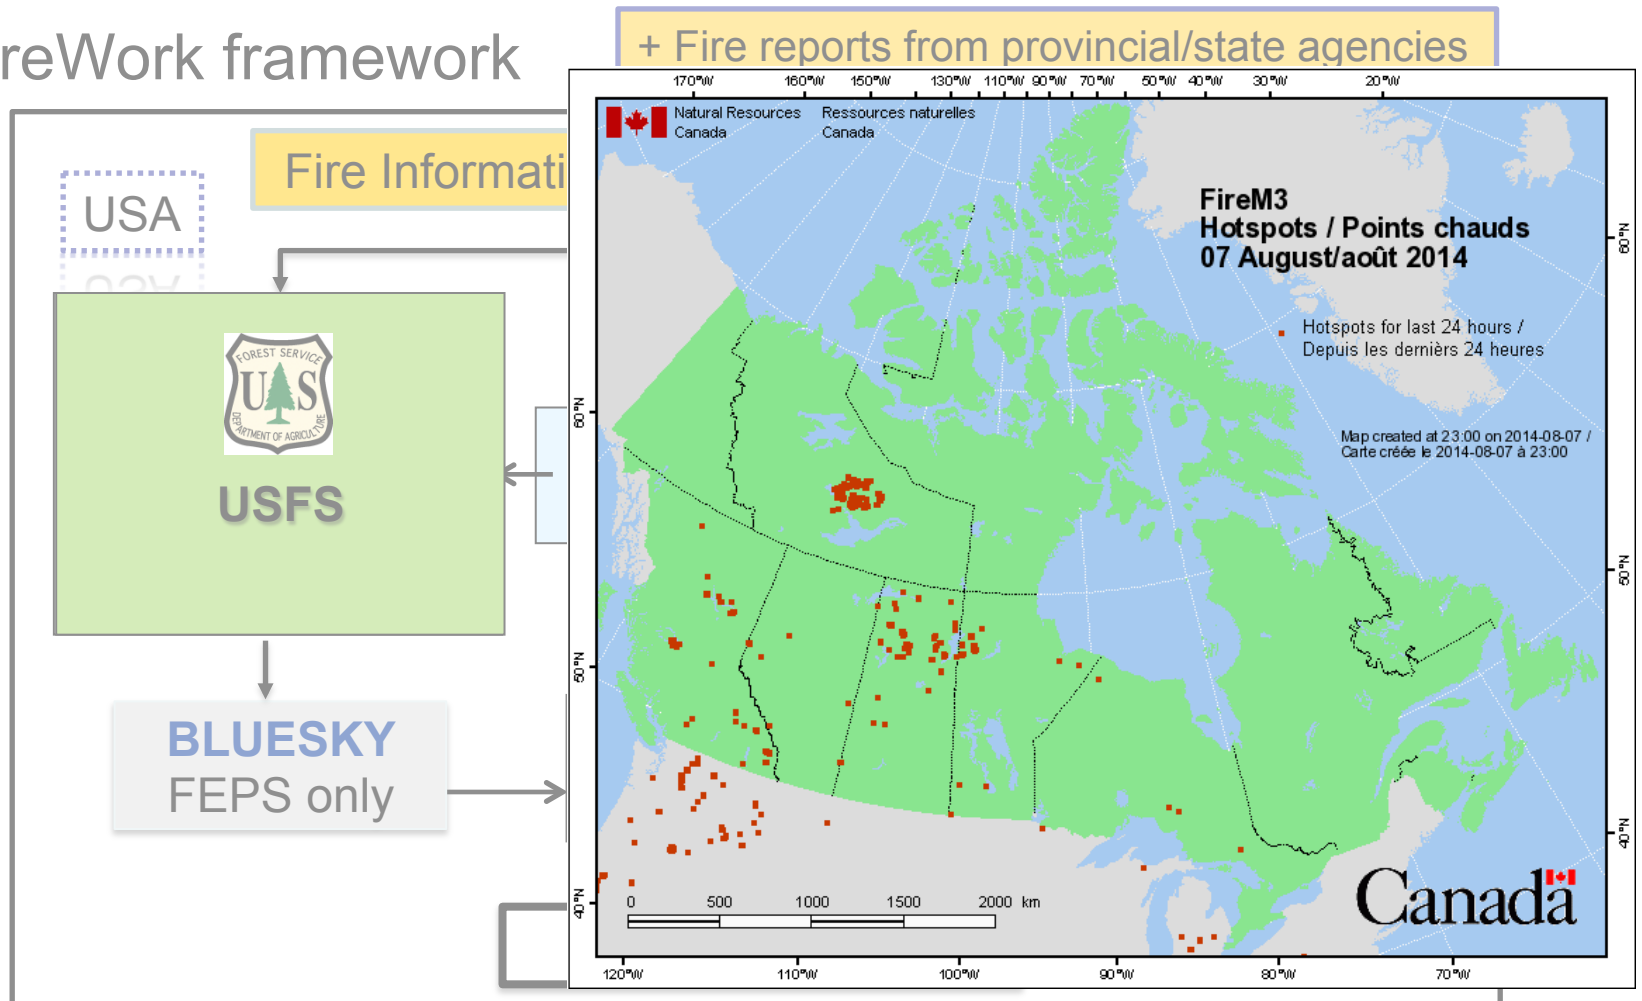 reWork framework
+ Fire reports from provincial/state agencies
Fire Informati
USA
FOREST SERVICE
U S
DEPARTMENT OF AGRICULTURE
USFS
BLUESKY
FEPS only
170°W 160°W 150°W 130°W 110°W 90°W 70°W 50°W 40°W 30°W 20°W
Natural Resources Canada
Ressources naturelles Canada
FireM3
Hotspots / Points chauds
07 August/août 2014
Hotspots for last 24 hours /
Depuis les dernièrs 24 heures
Map created at 23:00 on 2014-08-07 /
Carte créée le 2014-08-07 à 23:00
60°N
50°N
40°N
60°N
50°N
40°N
0 500 1000 1500 2000 km
Canada
120°W 110°W 100°W 90°W 80°W 70°W